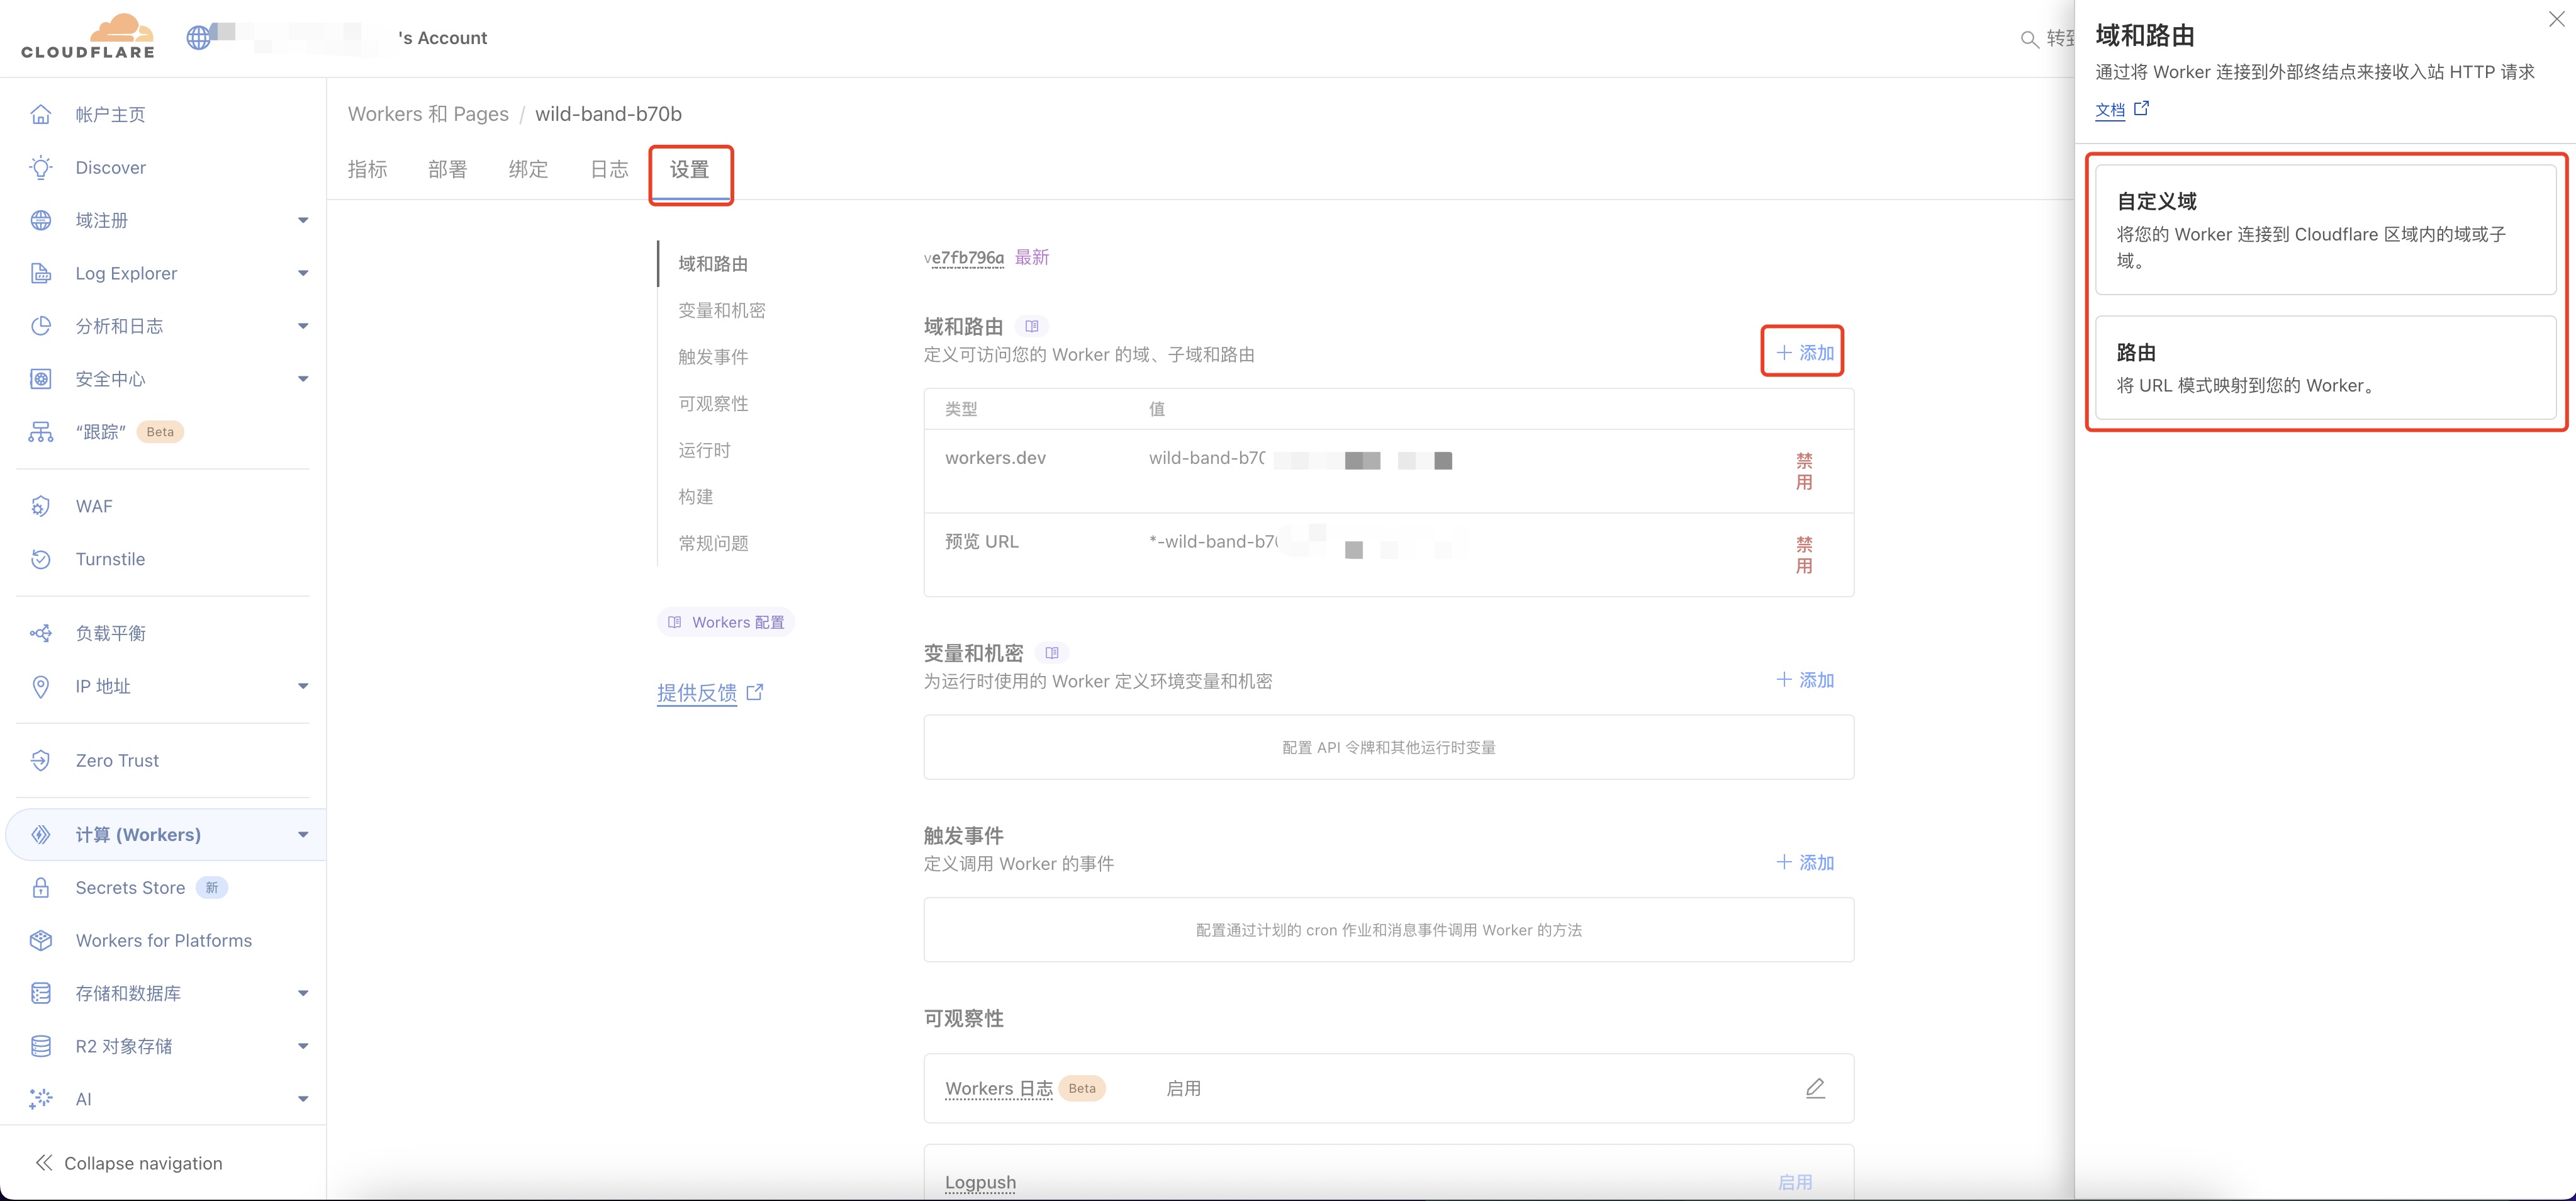 CLOUDFLARE
's Account
转到
帐户主页
Discover
域注册
Log Explorer
分析和日志
安全中心
“跟踪” Beta
WAF
Turnstile
负载平衡
IP 地址
Zero Trust
计算 (Workers)
Secrets Store 新
Workers for Platforms
存储和数据库
R2 对象存储
AI
Collapse navigation
Workers 和 Pages / wild-band-b70b
指标 部署 绑定 日志 设置
域和路由
变量和机密
触发事件
可观察性
运行时
构建
常规问题
Workers 配置
提供反馈
ve7fb796a 最新
域和路由
定义可访问您的 Worker 的域、子域和路由
添加
类型 值
workers.dev wild-band-b70
禁用
预览 URL *-wild-band-b70
禁用
变量和机密
为运行时使用的 Worker 定义环境变量和机密
添加
配置 API 令牌和其他运行时变量
触发事件
定义调用 Worker 的事件
添加
配置通过计划的 cron 作业和消息事件调用 Worker 的方法
可观察性
Workers 日志 Beta 启用
Logpush 启用
域和路由
通过将 Worker 连接到外部终结点来接收入站 HTTP 请求
文档
自定义域
将您的 Worker 连接到 Cloudflare 区域内的域或子
域。
路由
将 URL 模式映射到您的 Worker。